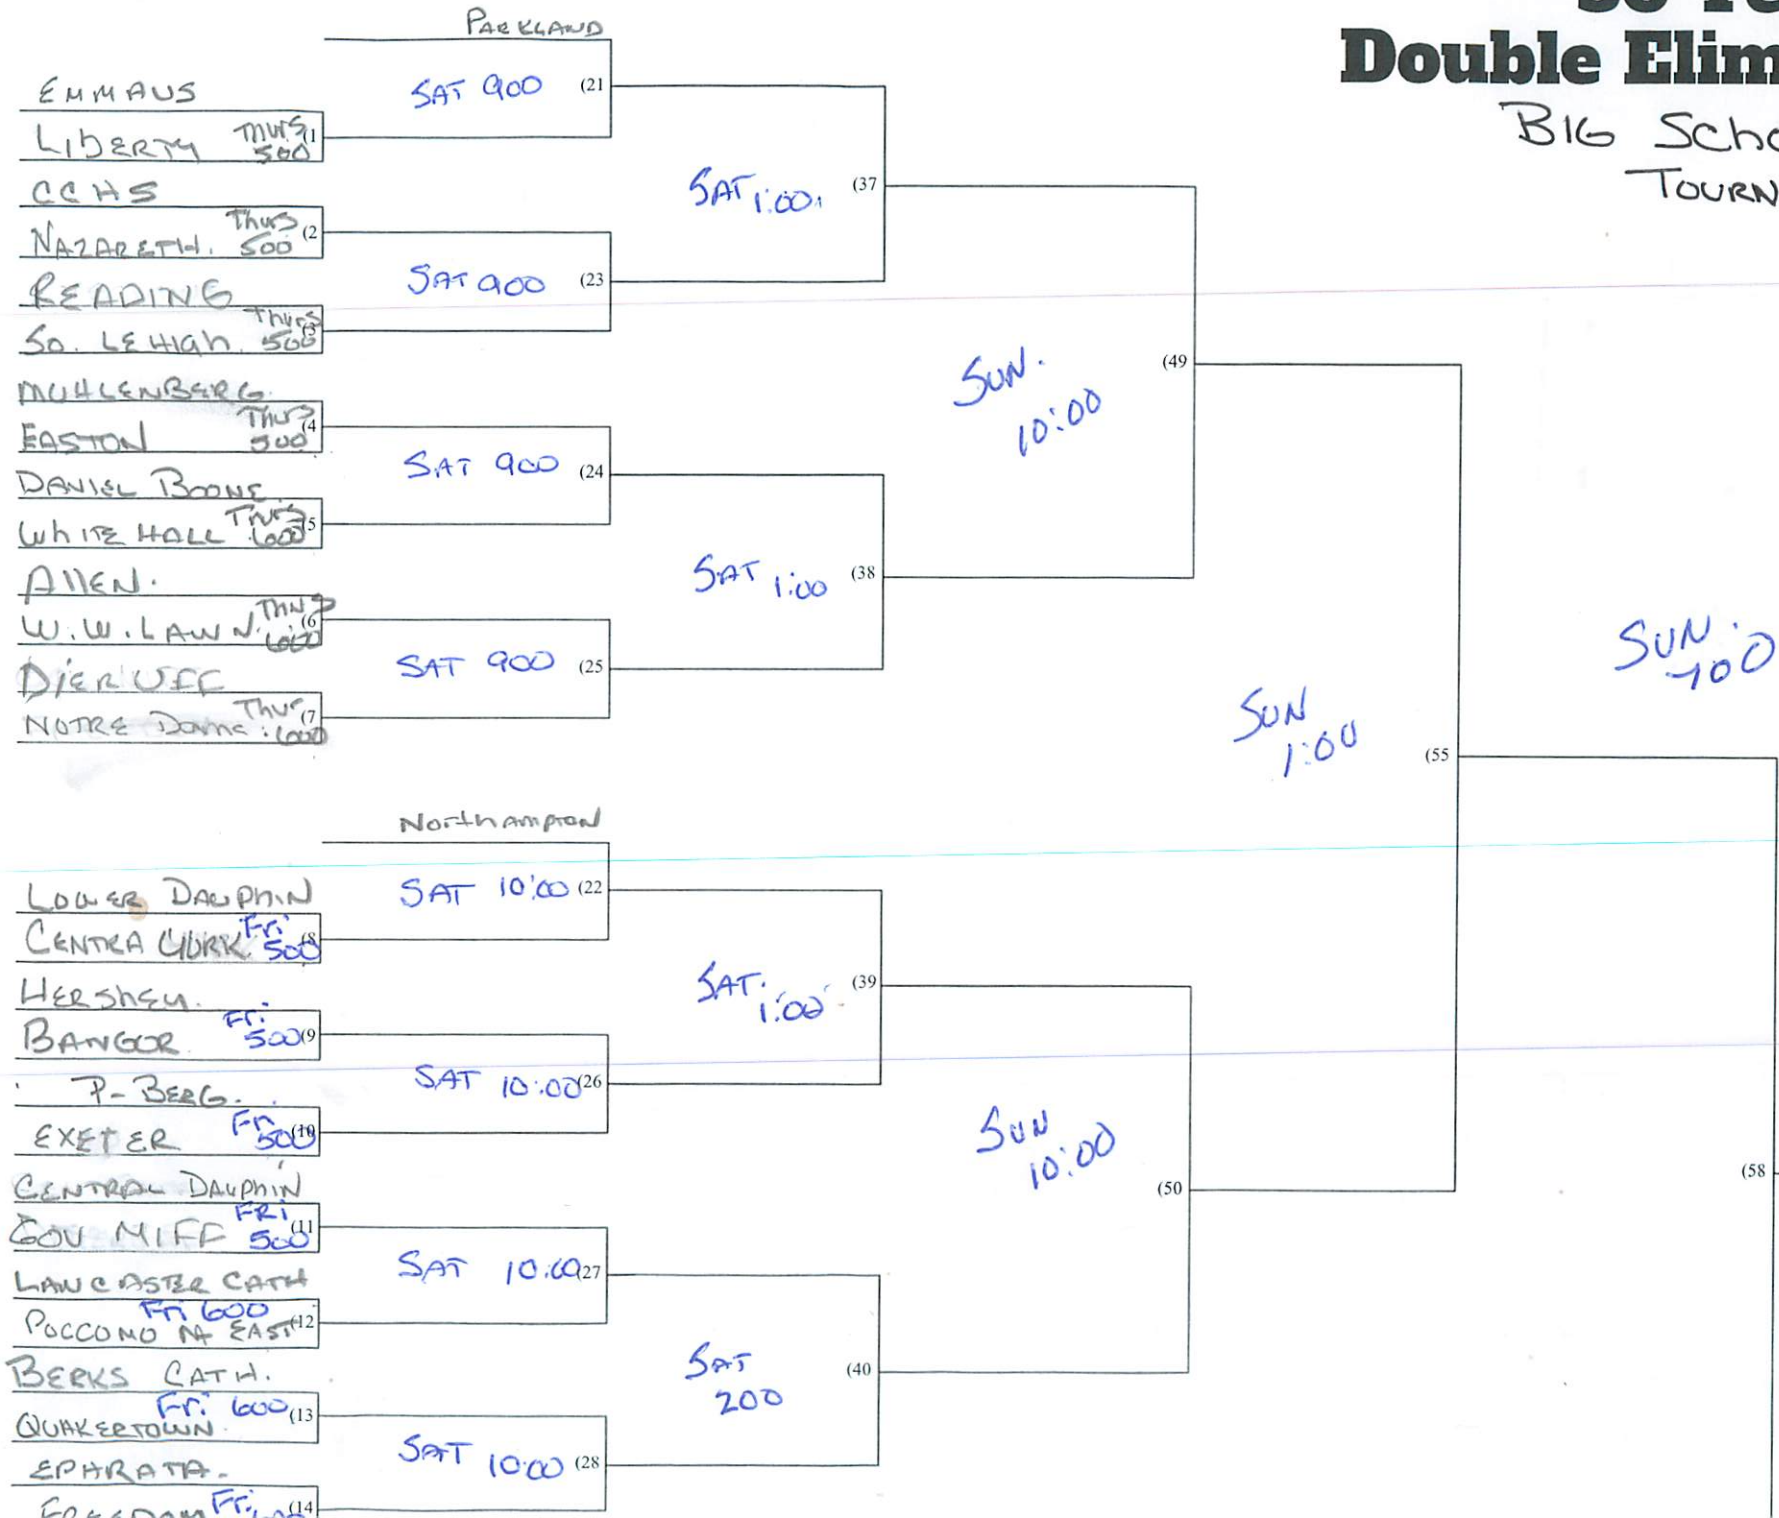 Double Elim
BIG Scho
TOURN
PARKLAND
EMMAUS
SAT 900 (21
LIBERTY Thurs 500 (1
CCHS
NAZARETH. Thurs 500 (2
SAT 1:00 (37
READING
SAT 900 (23
So. LEHIGH. Thurs 500 (3
MUHLENBERG.
EASTON Thurs 500 (4
SUN. 10:00 (49
DANIEL BOONE
SAT 900 (24
WHITEHALL Thurs 600 (5
ALLEN.
SAT 1:00 (38
W.W. LAWN. 600 (6
DIERUFF
SAT 900 (25
NOTRE Dame. Thur 600 (7
SUN. 100
SUN 1:00 (55
Northampton
LOWER DAUPHIN
SAT 10:00 (22
CENTRA YORK Fri 500 (8
HERSHEY.
SAT. 1:00 (39
BANGOR Fri. 500 (9
P-BERG.
SAT 10:00 (26
EXETER Fri 500 (10
SUN 10:00 (50
(58
CENTRAL DAUPHIN
GOV MIFF FRI 500 (11
LANCASTER CATH
SAT 10:00 (27
POCCONO M EAST Fri 600 (12
BERKS CATH.
SAT 200 (40
QUAKERTOWN. Fri. 600 (13
EPHRATA.
SAT 10:00 (28
FREEDOM Fri. (14